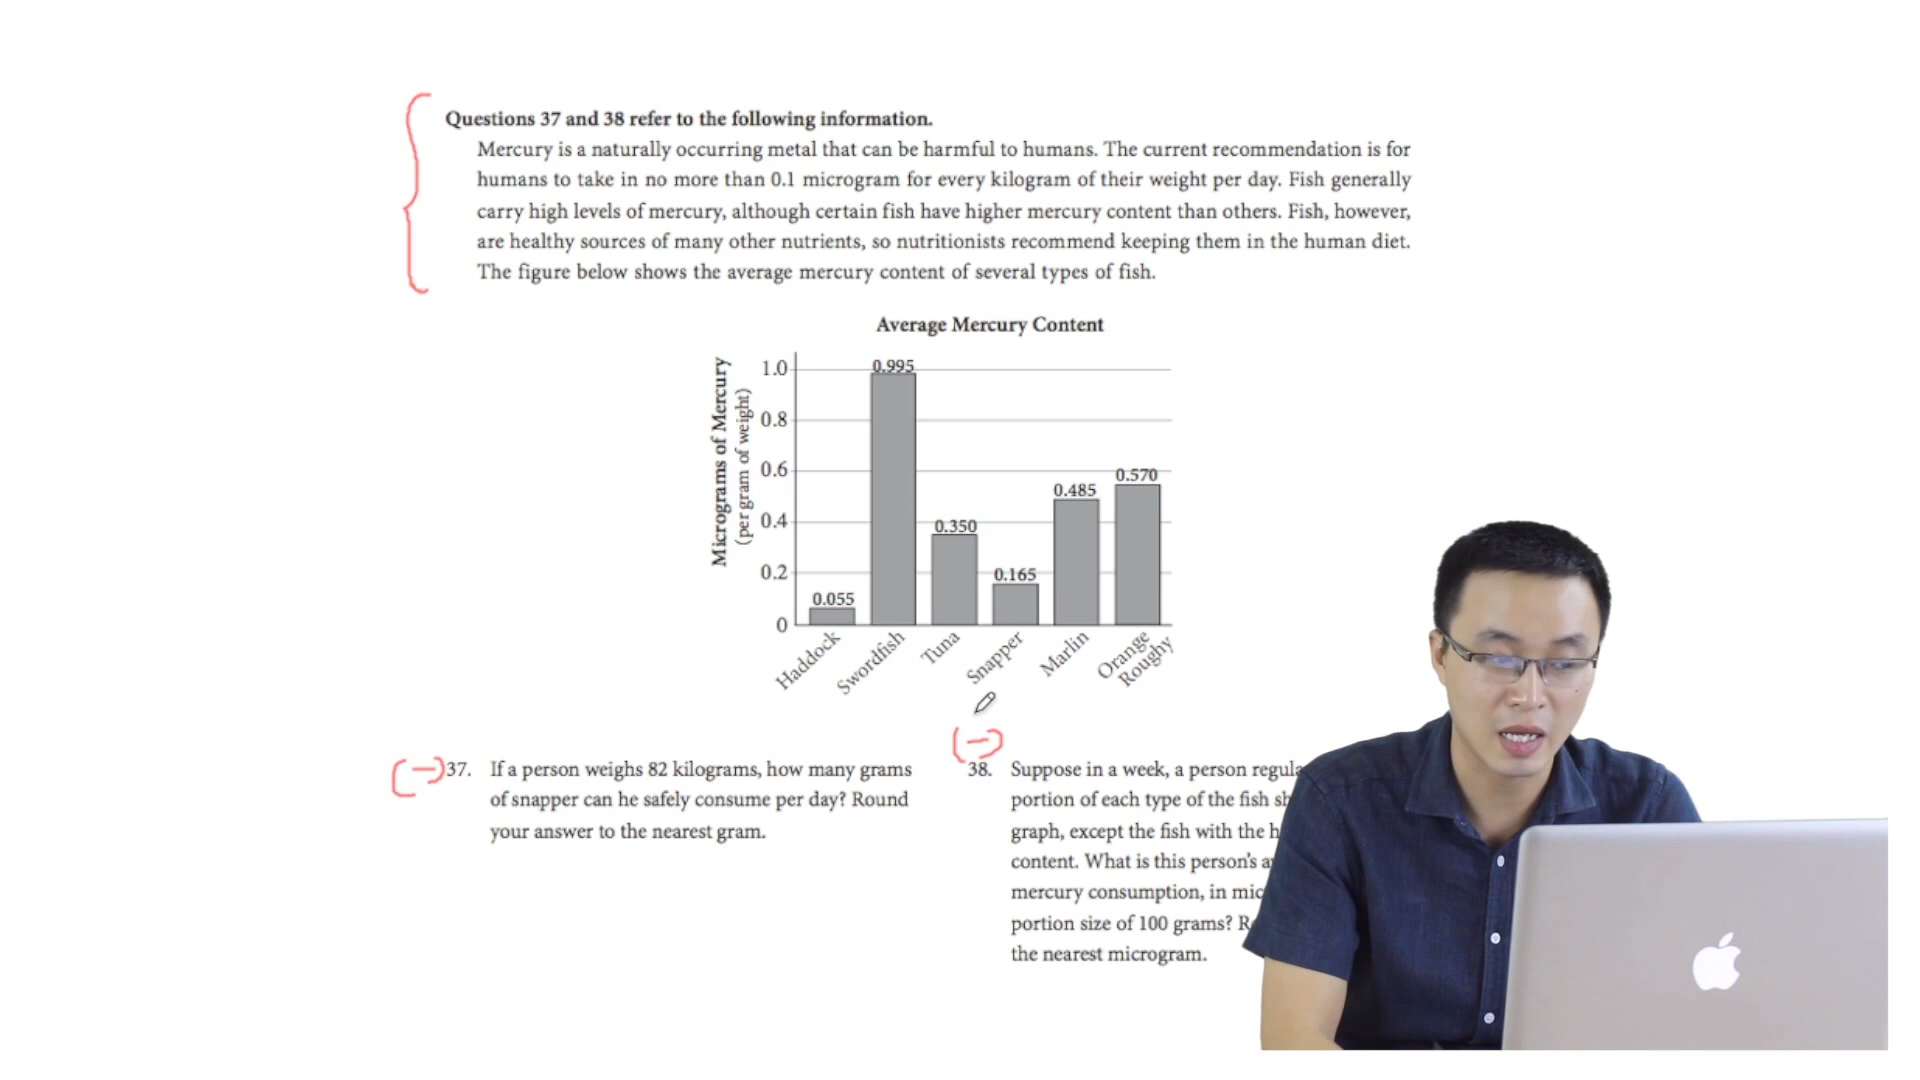 Questions 37 and 38 refer to the following information.
Mercury is a naturally occurring metal that can be harmful to humans. The current recommendation is for
humans to take in no more than 0.1 microgram for every kilogram of their weight per day. Fish generally
carry high levels of mercury, although certain fish have higher mercury content than others. Fish, however,
are healthy sources of many other nutrients, so nutritionists recommend keeping them in the human diet.
The figure below shows the average mercury content of several types of fish.
Average Mercury Content
Micrograms of Mercury
(per gram of weight)
1.0
0.8
0.6
0.4
0.2
0
0.055
0.995
0.350
0.165
0.485
0.570
Haddock
Swordfish
Tuna
Snapper
Marlin
Orange
Roughy
37. If a person weighs 82 kilograms, how many grams
of snapper can he safely consume per day? Round
your answer to the nearest gram.
38. Suppose in a week, a person
portion of each type of the fish
graph, except the fish with the
content. What is this person's
mercury consumption, in
portion size of 100 grams?
the nearest microgram.